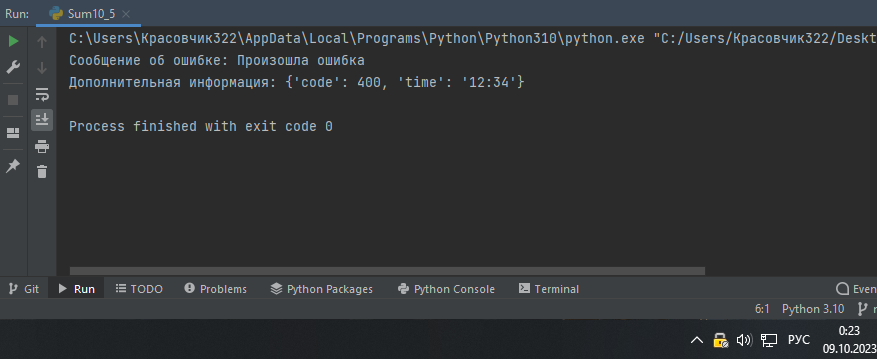 Run: Sum10_5
C:\Users\Красовчик322\AppData\Local\Programs\Python\Python310\python.exe "C:/Users/Красовчик322/Deskt
Сообщение об ошибке: Произошла ошибка
Дополнительная информация: {'code': 400, 'time': '12:34'}
Process finished with exit code 0
Git Run TODO Problems Python Packages Python Console Terminal Even
6:1 Python 3.10
РУС 0:23
09.10.2023